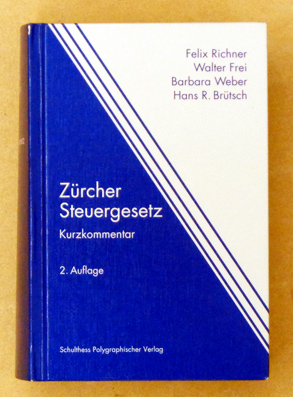 Felix Richner
Walter Frei
Barbara Weber
Hans R. Brütsch
Zürcher
Steuergesetz
Kurzkommentar
2. Auflage
Schulthess Polygraphischer Verlag